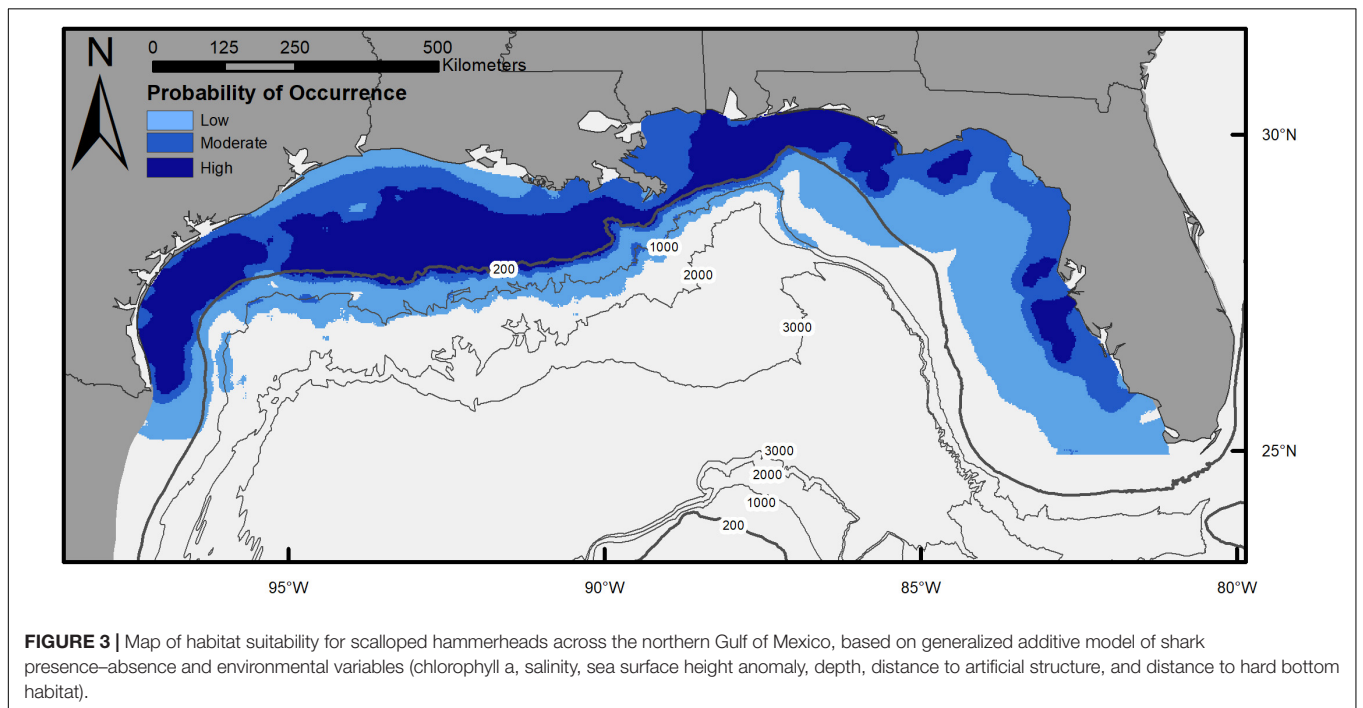 N
0 125 250 500
Kilometers
Probability of Occurrence
Low
Moderate
High
30°N
1000
200
2000
3000
25°N
3000
2000
1000
200
95°W 90°W 85°W 80°W
FIGURE 3 | Map of habitat suitability for scalloped hammerheads across the northern Gulf of Mexico, based on generalized additive model of shark
presence–absence and environmental variables (chlorophyll a, salinity, sea surface height anomaly, depth, distance to artificial structure, and distance to hard bottom
habitat).